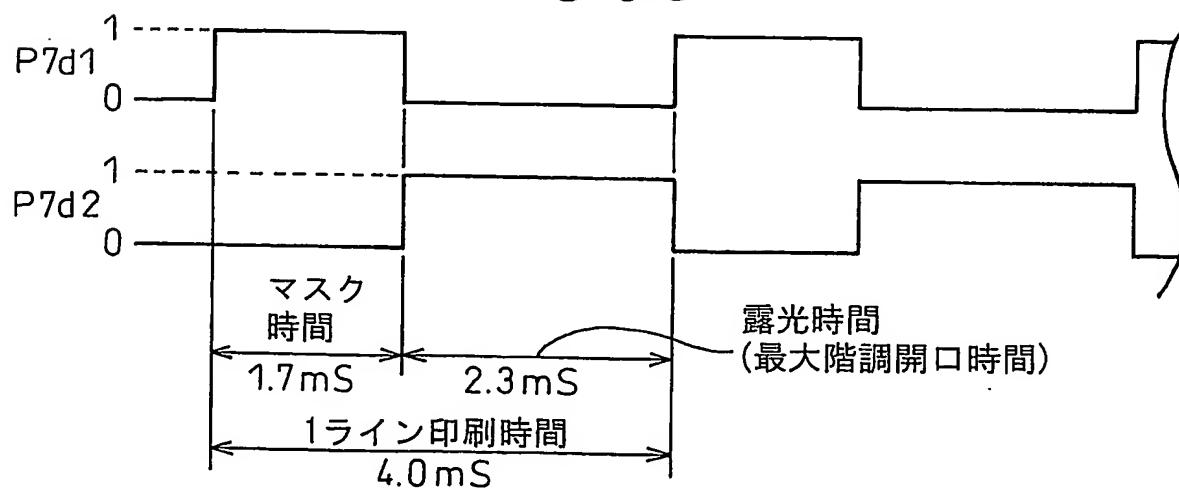 1
P7d1
0
1
P7d2
0
マスク
時間
露光時間
(最大階調開口時間)
1.7mS
2.3mS
1ライン印刷時間
4.0mS